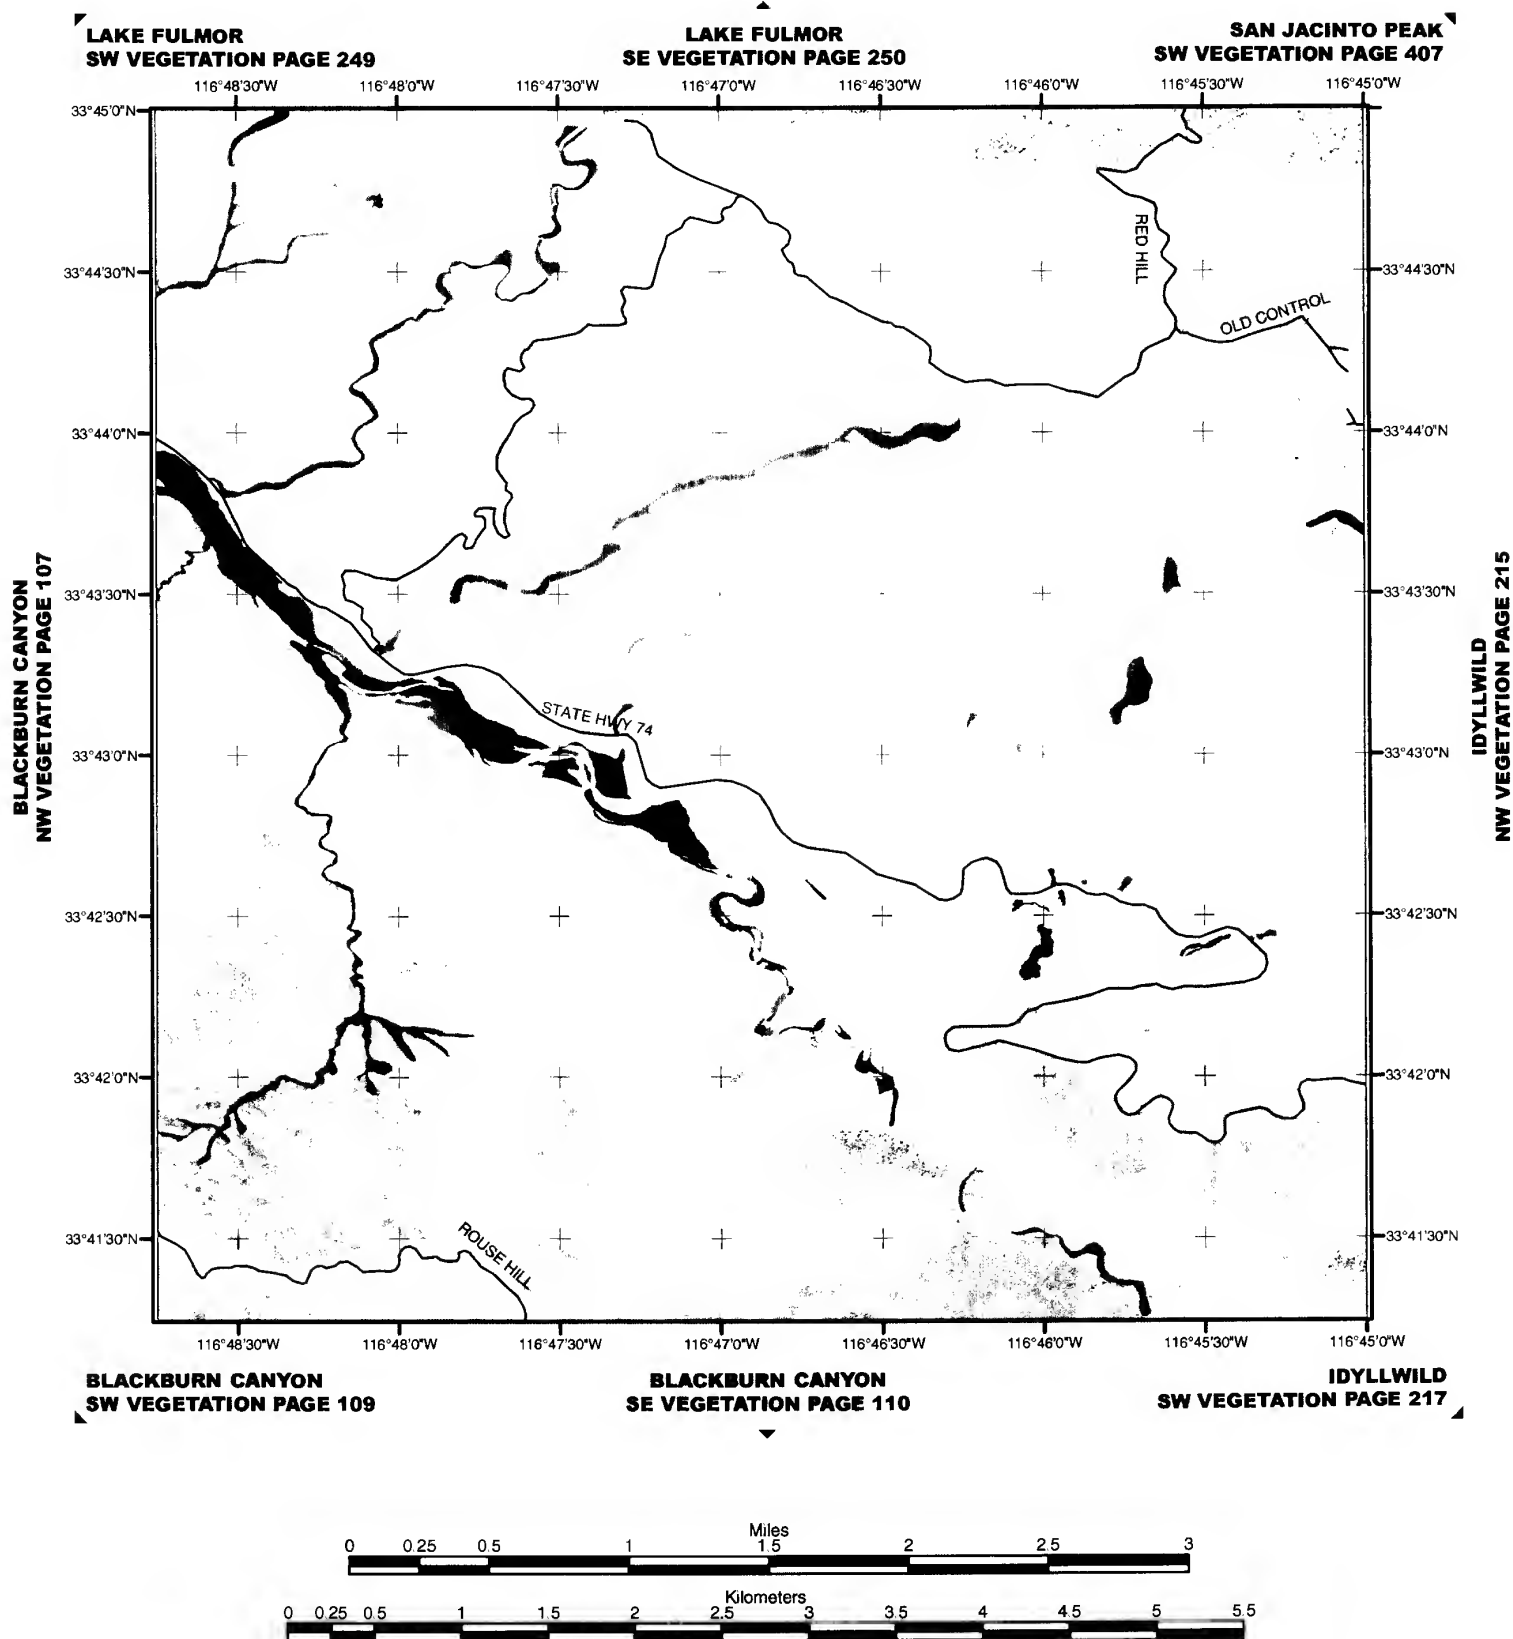 LAKE FULMOR
SW VEGETATION PAGE 249
LAKE FULMOR
SE VEGETATION PAGE 250
SAN JACINTO PEAK
SW VEGETATION PAGE 407
116°48'30"W 116°48'0"W 116°47'30"W 116°47'0"W 116°46'30"W 116°46'0"W 116°45'30"W 116°45'0"W
33°45'0"N 33°45'0"N
RED HILL
33°44'30"N 33°44'30"N
OLD CONTROL
33°44'0"N 33°44'0"N
BLACKBURN CANYON
NW VEGETATION PAGE 107
IDYLLWILD
NW VEGETATION PAGE 215
33°43'30"N 33°43'30"N
STATE HWY 74
33°43'0"N 33°43'0"N
33°42'30"N 33°42'30"N
33°42'0"N 33°42'0"N
33°41'30"N 33°41'30"N
ROUSE HILL
116°48'30"W 116°48'0"W 116°47'30"W 116°47'0"W 116°46'30"W 116°46'0"W 116°45'30"W 116°45'0"W
BLACKBURN CANYON
SW VEGETATION PAGE 109
BLACKBURN CANYON
SE VEGETATION PAGE 110
IDYLLWILD
SW VEGETATION PAGE 217
Miles
0 0.25 0.5 1 1.5 2 2.5 3
Kilometers
0 0.25 0.5 1 1.5 2 2.5 3 3.5 4 4.5 5 5.5